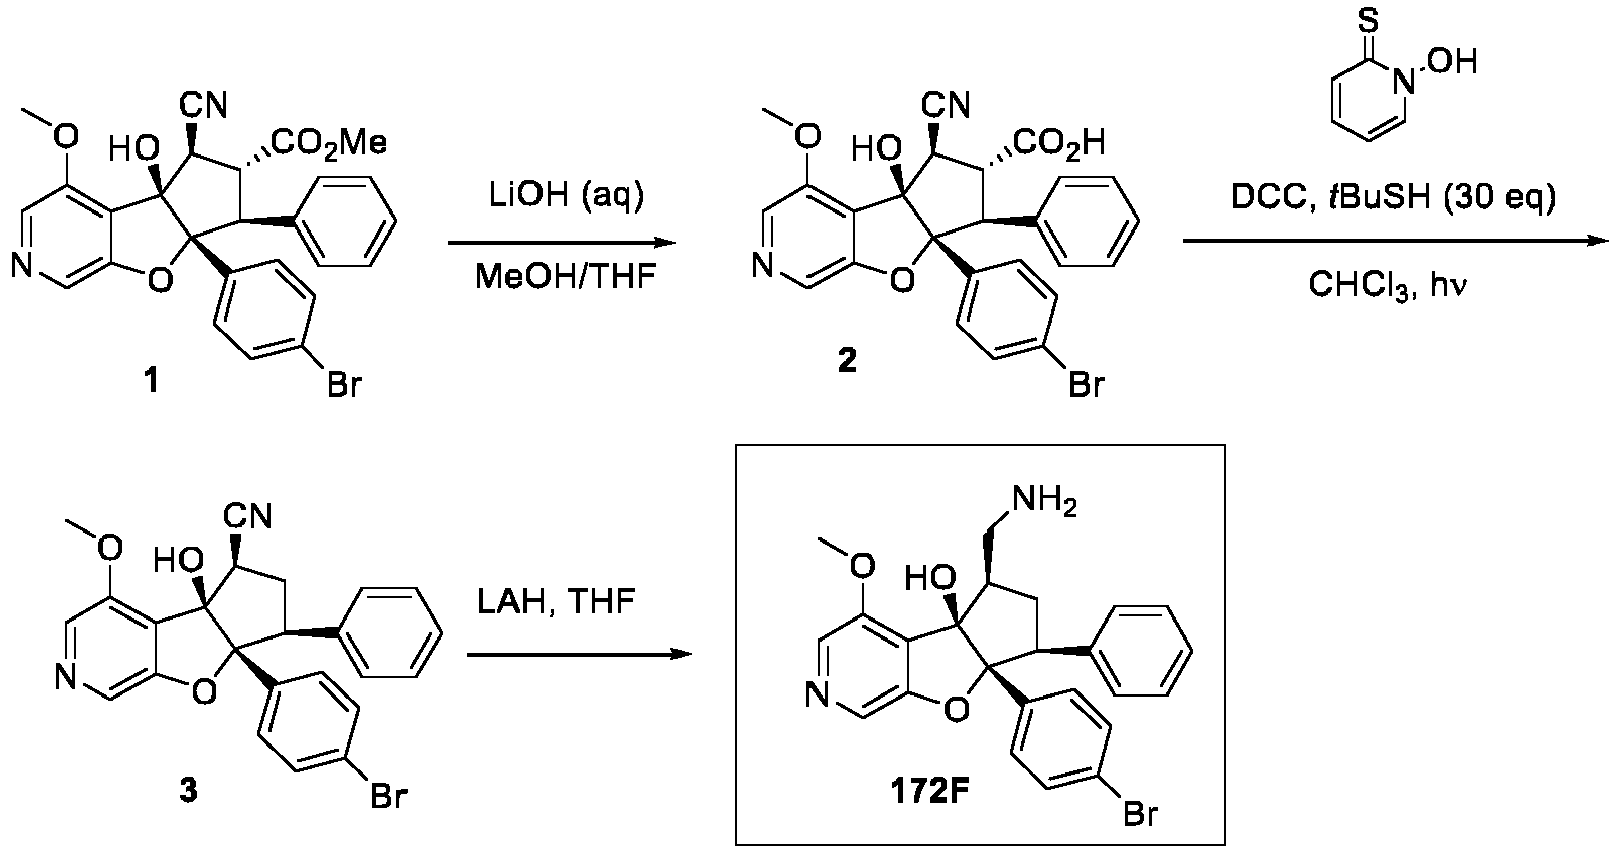 S
N OH
CN
HO
CO₂Me
O
N
O
Br
1
LiOH (aq)
MeOH/THF
CN
HO
CO₂H
O
N
O
Br
2
DCC, tBuSH (30 eq)
CHCl₃, hν
CN
HO
O
N
O
Br
3
LAH, THF
NH₂
HO
O
N
O
Br
172F